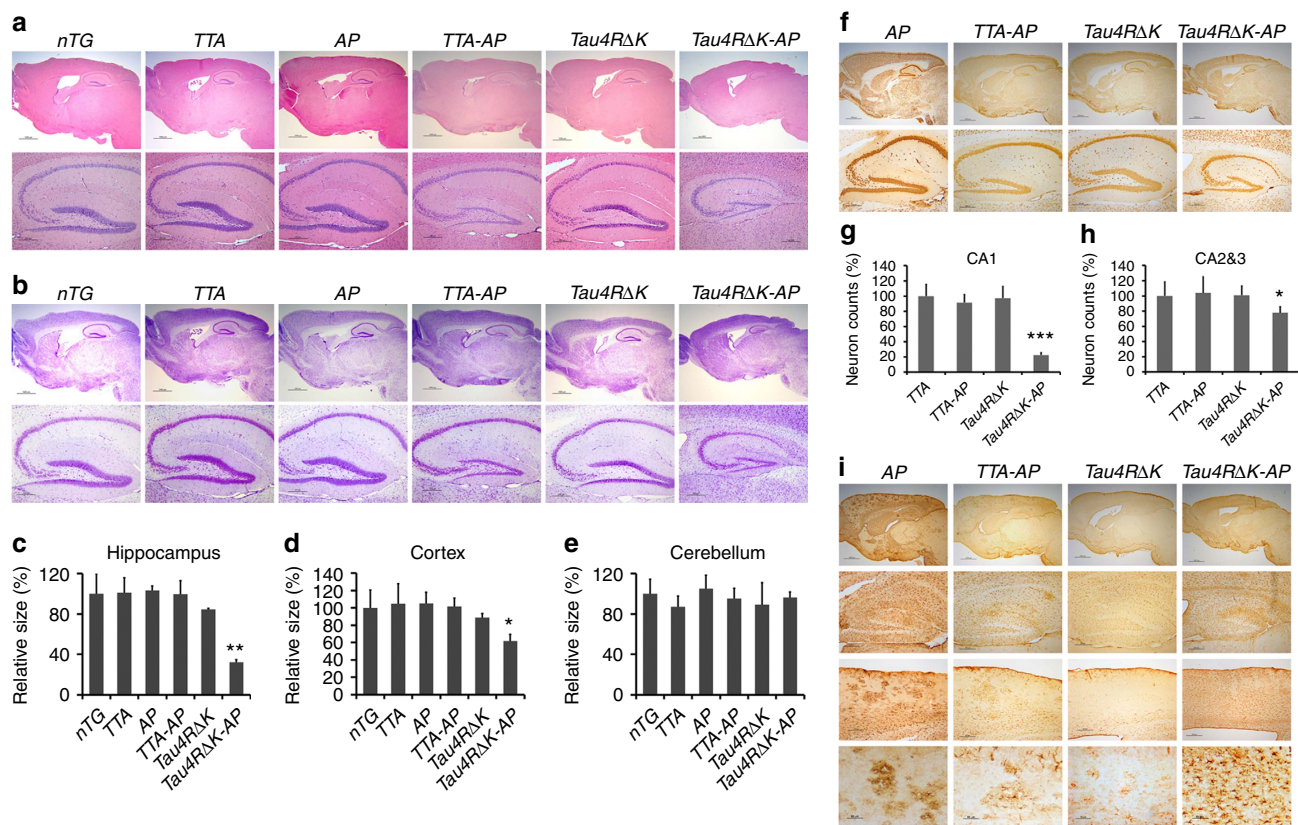 a
nTG TTA AP TTA-AP Tau4RΔK Tau4RΔK-AP
b
nTG TTA AP TTA-AP Tau4RΔK Tau4RΔK-AP
c
Hippocampus
Relative size (%)
120
80
40
0
**
nTG TTA AP TTA-AP Tau4RΔK Tau4RΔK-AP
d
Cortex
Relative size (%)
140
120
100
80
60
40
20
0
*
nTG TTA AP TTA-AP Tau4RΔK Tau4RΔK-AP
e
Cerebellum
Relative size (%)
120
80
40
0
nTG TTA AP TTA-AP Tau4RΔK Tau4RΔK-AP
f
AP TTA-AP Tau4RΔK Tau4RΔK-AP
g
CA1
Neuron counts (%)
140
120
100
80
60
40
20
0
***
TTA TTA-AP Tau4RΔK Tau4RΔK-AP
h
CA2&3
Neuron counts (%)
140
120
100
80
60
40
20
0
*
TTA TTA-AP Tau4RΔK Tau4RΔK-AP
i
AP TTA-AP Tau4RΔK Tau4RΔK-AP